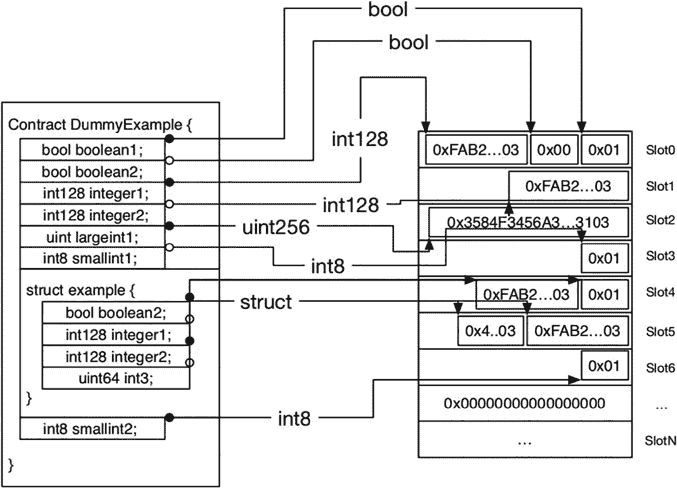 bool
bool
int128
int128
uint256
int8
struct
int8
Contract DummyExample {
bool boolean1;
bool boolean2;
int128 integer1;
int128 integer2;
uint largeint1;
int8 smallint1;
struct example {
bool boolean2;
int128 integer1;
int128 integer2;
uint64 int3;
}
int8 smallint2;
}
0xFAB2...03 0x00 0x01 Slot0
0xFAB2...03 Slot1
0x3584F3456A3...3103 Slot2
0x01 Slot3
0xFAB2...03 0x01 Slot4
0x4..03 0xFAB2...03 Slot5
0x01 Slot6
0x00000000000000000 ...
... SlotN